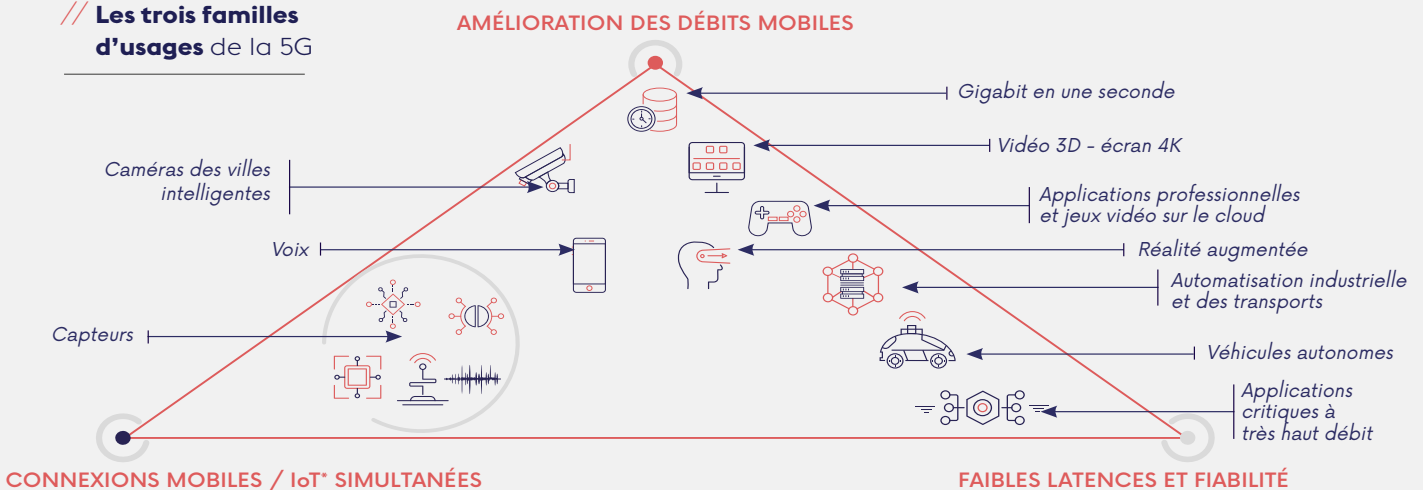 // Les trois familles
d’usages de la 5G
AMÉLIORATION DES DÉBITS MOBILES
Gigabit en une seconde
Vidéo 3D - écran 4K
Caméras des villes
intelligentes
Applications professionnelles
et jeux vidéo sur le cloud
Voix
Réalité augmentée
Automatisation industrielle
et des transports
Capteurs
Véhicules autonomes
Applications
critiques à
très haut débit
CONNEXIONS MOBILES / IoT* SIMULTANÉES
FAIBLES LATENCES ET FIABILITÉ